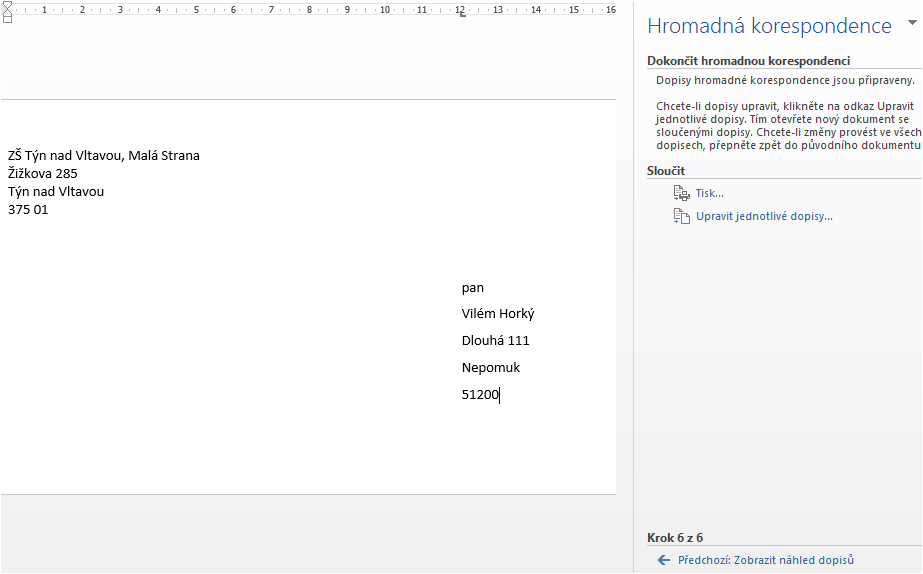 1 2 3 4 5 6 7 8 9 10 11 12 13 14 15 16
ZŠ Týn nad Vltavou, Malá Strana
Žižkova 285
Týn nad Vltavou
375 01
pan
Vilém Horký
Dlouhá 111
Nepomuk
51200
Hromadná korespondence
Dokončit hromadnou korespondenci
Dopisy hromadné korespondence jsou připraveny.
Chcete-li dopisy upravit, klikněte na odkaz Upravit
jednotlivé dopisy. Tím otevřete nový dokument se
sloučenými dopisy. Chcete-li změny provést ve všech
dopisech, přepněte zpět do původního dokumentu
Sloučit
Tisk...
Upravit jednotlivé dopisy...
Krok 6 z 6
Předchozí: Zobrazit náhled dopisů